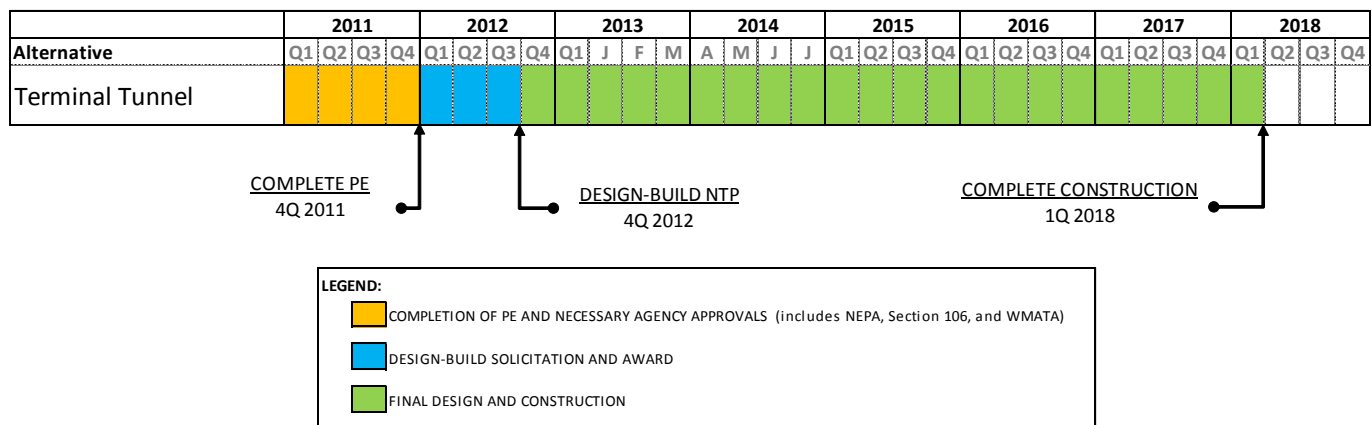 2011 2012 2013 2014 2015 2016 2017 2018
Alternative Q1 Q2 Q3 Q4 Q1 Q2 Q3 Q4 Q1 J F M A M J J Q1 Q2 Q3 Q4 Q1 Q2 Q3 Q4 Q1 Q2 Q3 Q4 Q1 Q2 Q3 Q4
Terminal Tunnel
COMPLETE PE
4Q 2011
DESIGN-BUILD NTP
4Q 2012
COMPLETE CONSTRUCTION
1Q 2018
LEGEND:
COMPLETION OF PE AND NECESSARY AGENCY APPROVALS (includes NEPA, Section 106, and WMATA)
DESIGN-BUILD SOLICITATION AND AWARD
FINAL DESIGN AND CONSTRUCTION